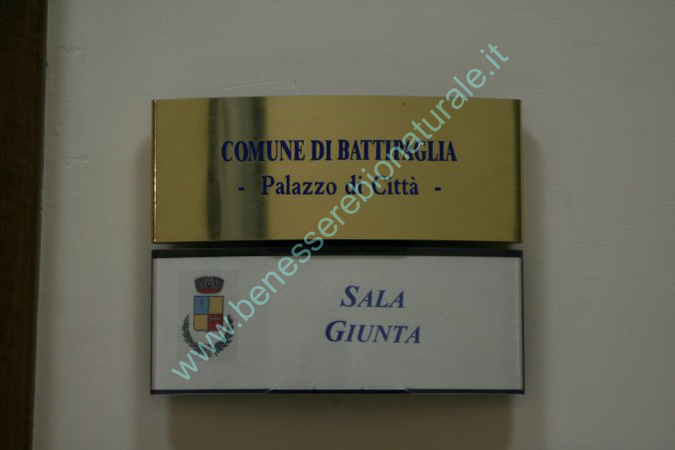 COMUNE DI BATTIPAGLIA
- Palazzo di Città -
SALA
GIUNTA
www.benesserebionaturale.it